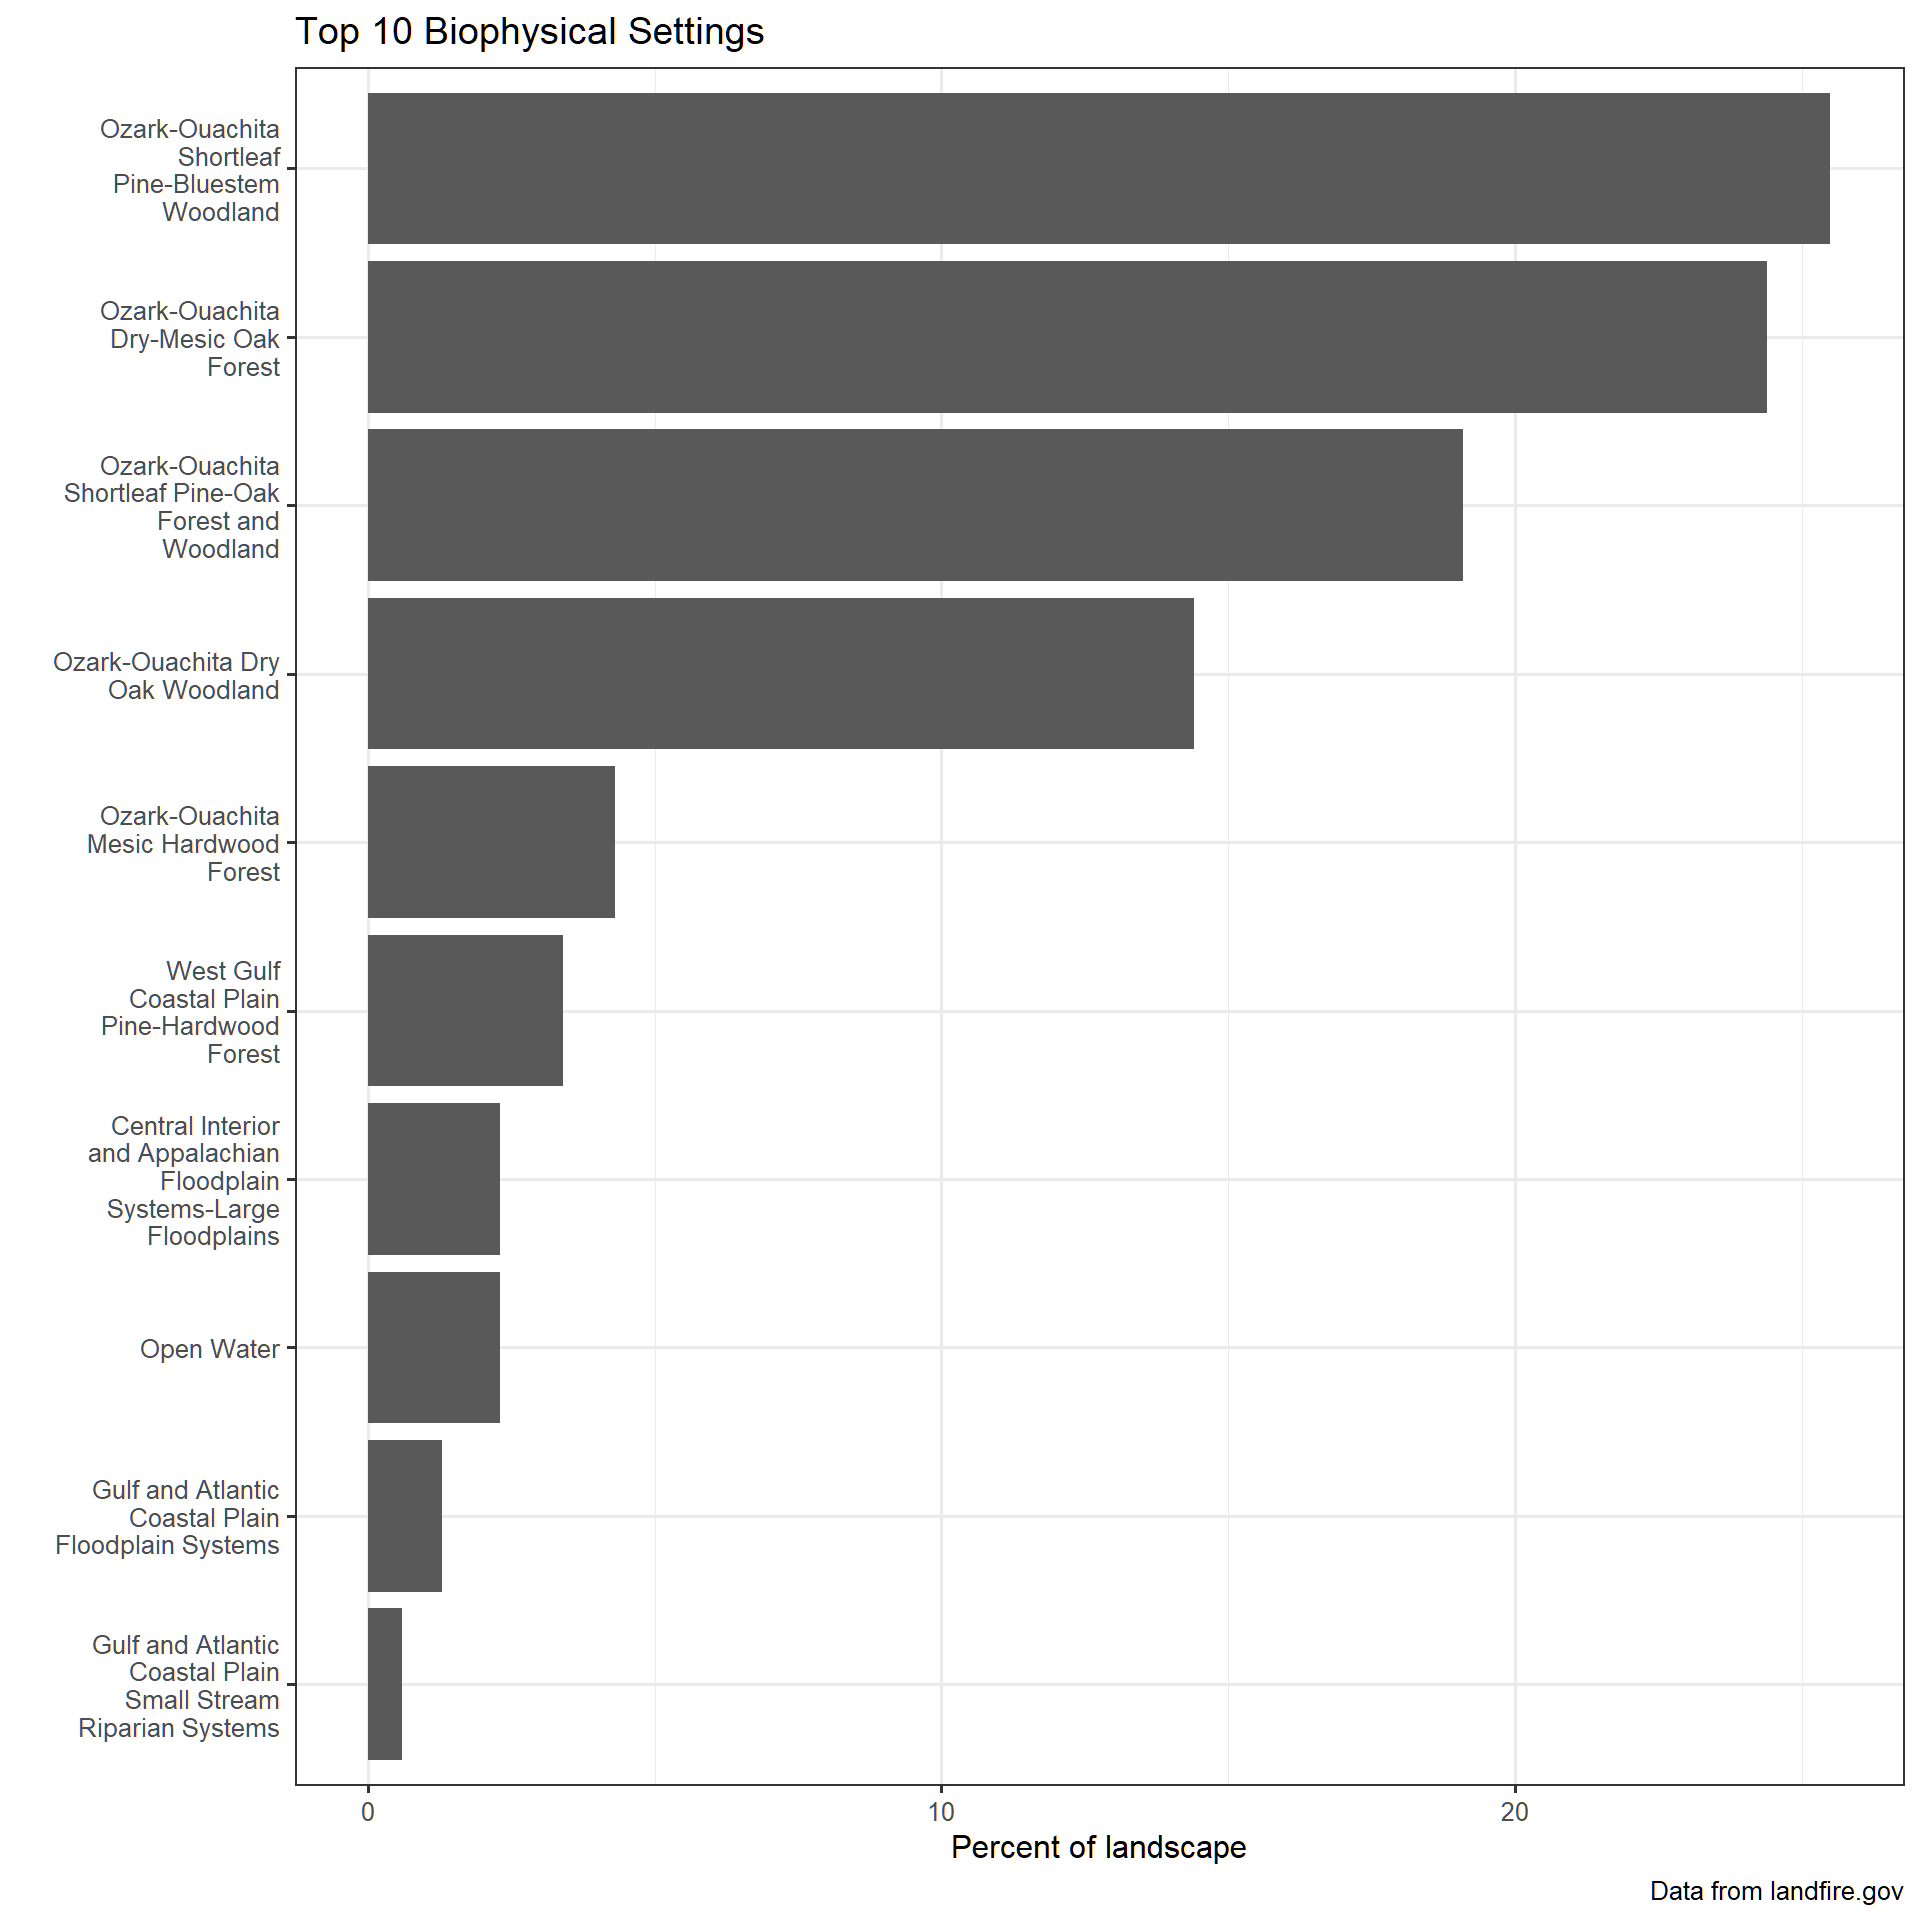 Top 10 Biophysical Settings
Ozark-Ouachita
Shortleaf
Pine-Bluestem
Woodland
Ozark-Ouachita
Dry-Mesic Oak
Forest
Ozark-Ouachita
Shortleaf Pine-Oak
Forest and
Woodland
Ozark-Ouachita Dry
Oak Woodland
Ozark-Ouachita
Mesic Hardwood
Forest
West Gulf
Coastal Plain
Pine-Hardwood
Forest
Central Interior
and Appalachian
Floodplain
Systems-Large
Floodplains
Open Water
Gulf and Atlantic
Coastal Plain
Floodplain Systems
Gulf and Atlantic
Coastal Plain
Small Stream
Riparian Systems
0 10 20
Percent of landscape
Data from landfire.gov